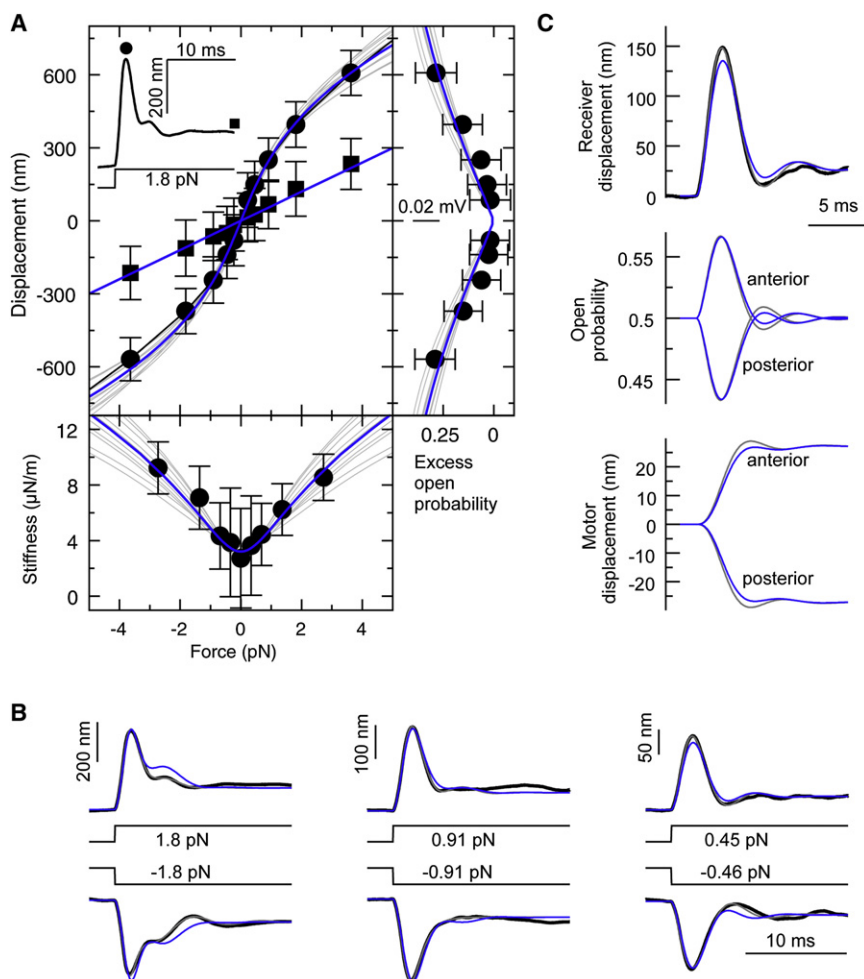 A
10 ms
200 nm
1.8 pN
600
300
0
-300
-600
Displacement (nm)
0.02 mV
0.25 0
Excess
open
probability
12
8
4
0
Stiffness (μN/m)
-4 -2 0 2 4
Force (pN)
C
150
100
50
0
Receiver
displacement (nm)
5 ms
0.55
0.5
0.45
Open
probability
anterior
posterior
20
10
0
-10
-20
Motor
displacement (nm)
anterior
posterior
B
200 nm
100 nm
50 nm
1.8 pN
0.91 pN
0.45 pN
-1.8 pN
-0.91 pN
-0.46 pN
10 ms